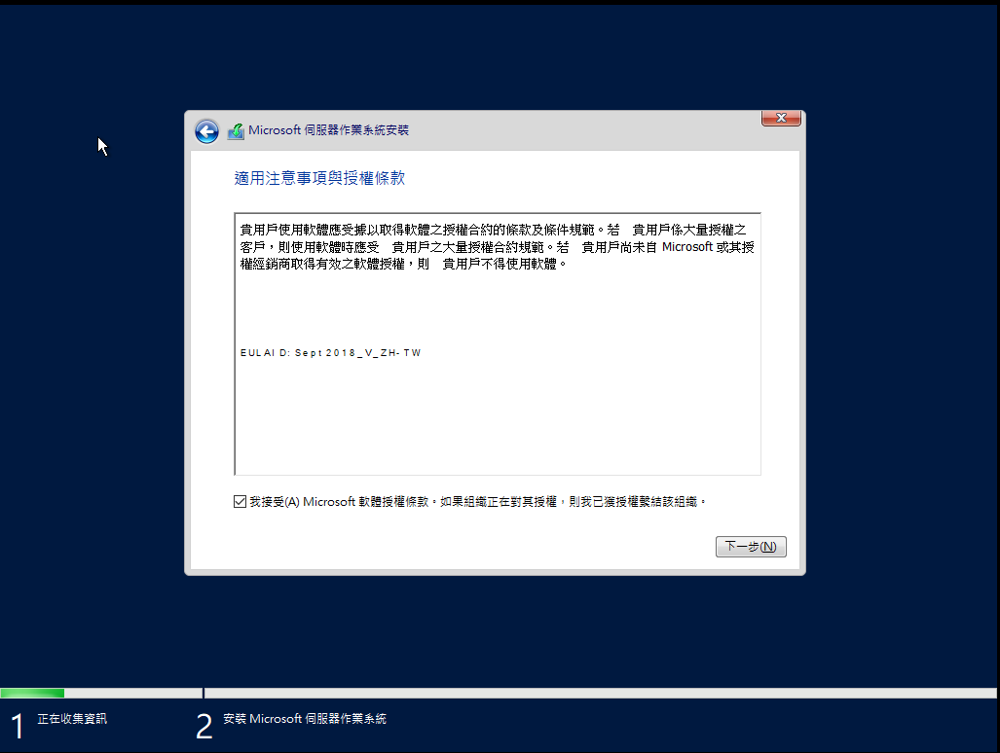 Microsoft 伺服器作業系統安裝
適用注意事項與授權條款
貴用戶使用軟體應受據以取得軟體之授權合約的條款及條件規範。若　貴用戶係大量授權之
客戶，則使用軟體時應受　貴用戶之大量授權合約規範。若　貴用戶尚未自 Microsoft 或其授
權經銷商取得有效之軟體授權，則　貴用戶不得使用軟體。
EULAID: Sept2018_V_ZH-TW
我接受(A) Microsoft 軟體授權條款。如果組織正在對其授權，則我已獲授權繫結該組織。
下一步(N)
1 正在收集資訊
2 安裝 Microsoft 伺服器作業系統